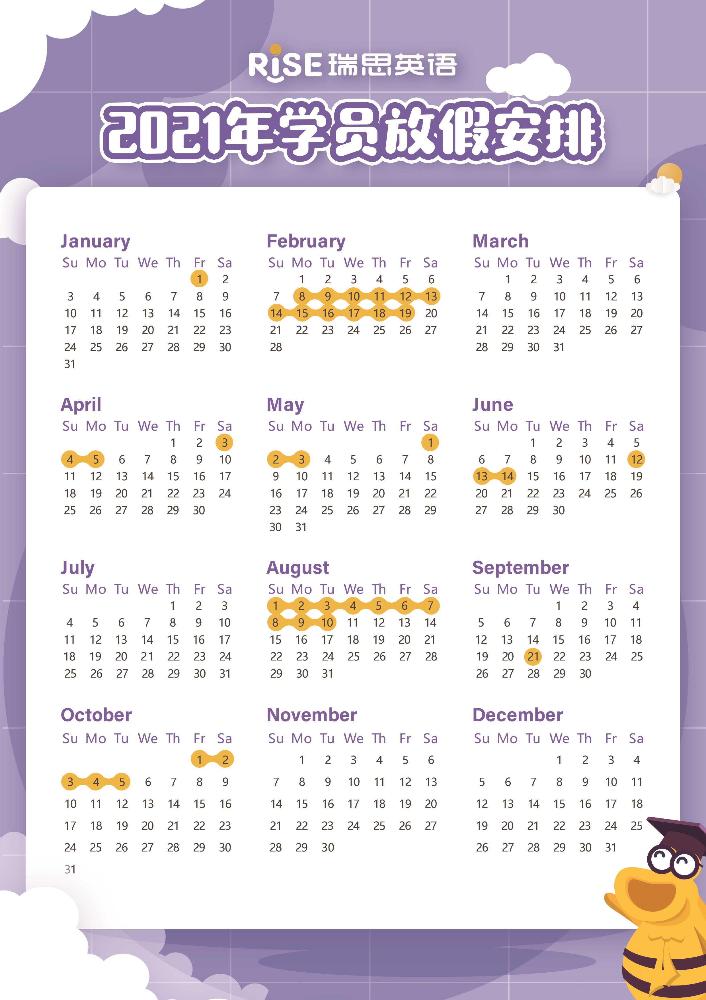 RiSE 瑞思英语
2021年学员放假安排
January
Su Mo Tu We Th Fr Sa
1 2
3 4 5 6 7 8 9
10 11 12 13 14 15 16
17 18 19 20 21 22 23
24 25 26 27 28 29 30
31
February
Su Mo Tu We Th Fr Sa
1 2 3 4 5 6
7 8 9 10 11 12 13
14 15 16 17 18 19 20
21 22 23 24 25 26 27
28
March
Su Mo Tu We Th Fr Sa
1 2 3 4 5 6
7 8 9 10 11 12 13
14 15 16 17 18 19 20
21 22 23 24 25 26 27
28 29 30 31
April
Su Mo Tu We Th Fr Sa
1 2 3
4 5 6 7 8 9 10
11 12 13 14 15 16 17
18 19 20 21 22 23 24
25 26 27 28 29 30
May
Su Mo Tu We Th Fr Sa
1
2 3 4 5 6 7 8
9 10 11 12 13 14 15
16 17 18 19 20 21 22
23 24 25 26 27 28 29
30 31
June
Su Mo Tu We Th Fr Sa
1 2 3 4 5
6 7 8 9 10 11 12
13 14 15 16 17 18 19
20 21 22 23 24 25 26
27 28 29 30
July
Su Mo Tu We Th Fr Sa
1 2 3
4 5 6 7 8 9 10
11 12 13 14 15 16 17
18 19 20 21 22 23 24
25 26 27 28 29 30 31
August
Su Mo Tu We Th Fr Sa
1 2 3 4 5 6 7
8 9 10 11 12 13 14
15 16 17 18 19 20 21
22 23 24 25 26 27 28
29 30 31
September
Su Mo Tu We Th Fr Sa
1 2 3 4
5 6 7 8 9 10 11
12 13 14 15 16 17 18
19 20 21 22 23 24 25
26 27 28 29 30
October
Su Mo Tu We Th Fr Sa
1 2
3 4 5 6 7 8 9
10 11 12 13 14 15 16
17 18 19 20 21 22 23
24 25 26 27 28 29 30
31
November
Su Mo Tu We Th Fr Sa
1 2 3 4 5 6
7 8 9 10 11 12 13
14 15 16 17 18 19 20
21 22 23 24 25 26 27
28 29 30
December
Su Mo Tu We Th Fr Sa
1 2 3 4
5 6 7 8 9 10 11
12 13 14 15 16 17 18
19 20 21 22 23 24 25
26 27 28 29 30 31